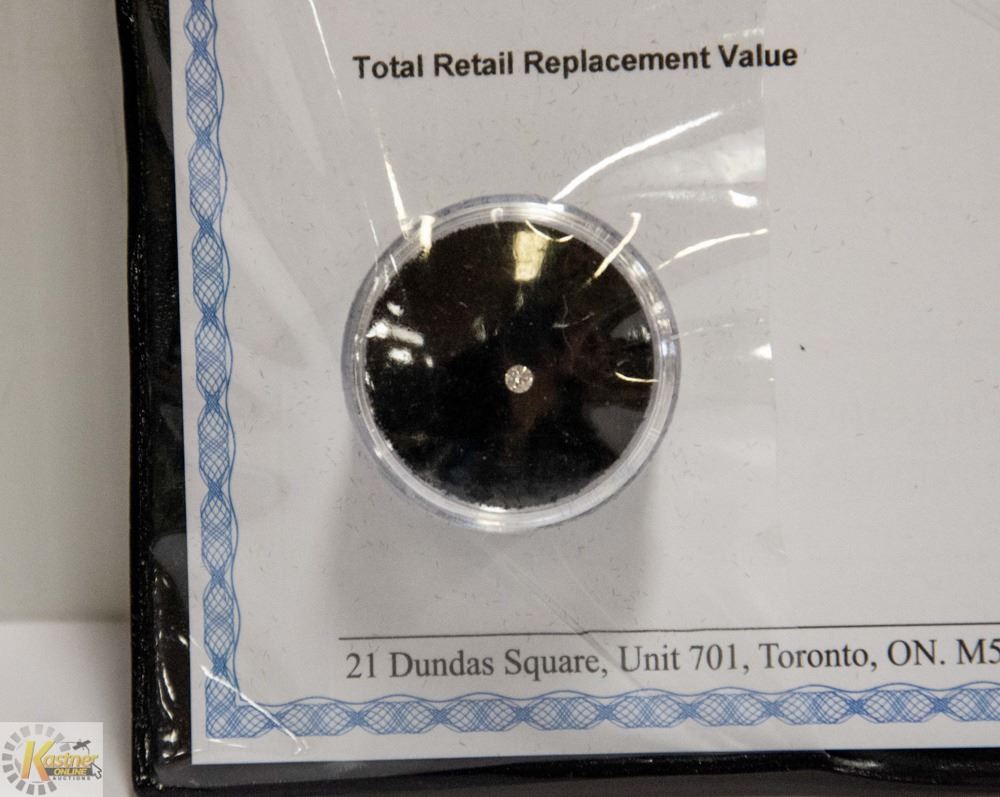 Total Retail Replacement Value
21 Dundas Square, Unit 701, Toronto, ON. M5
Kastner
ONLINE
AUCTIONS